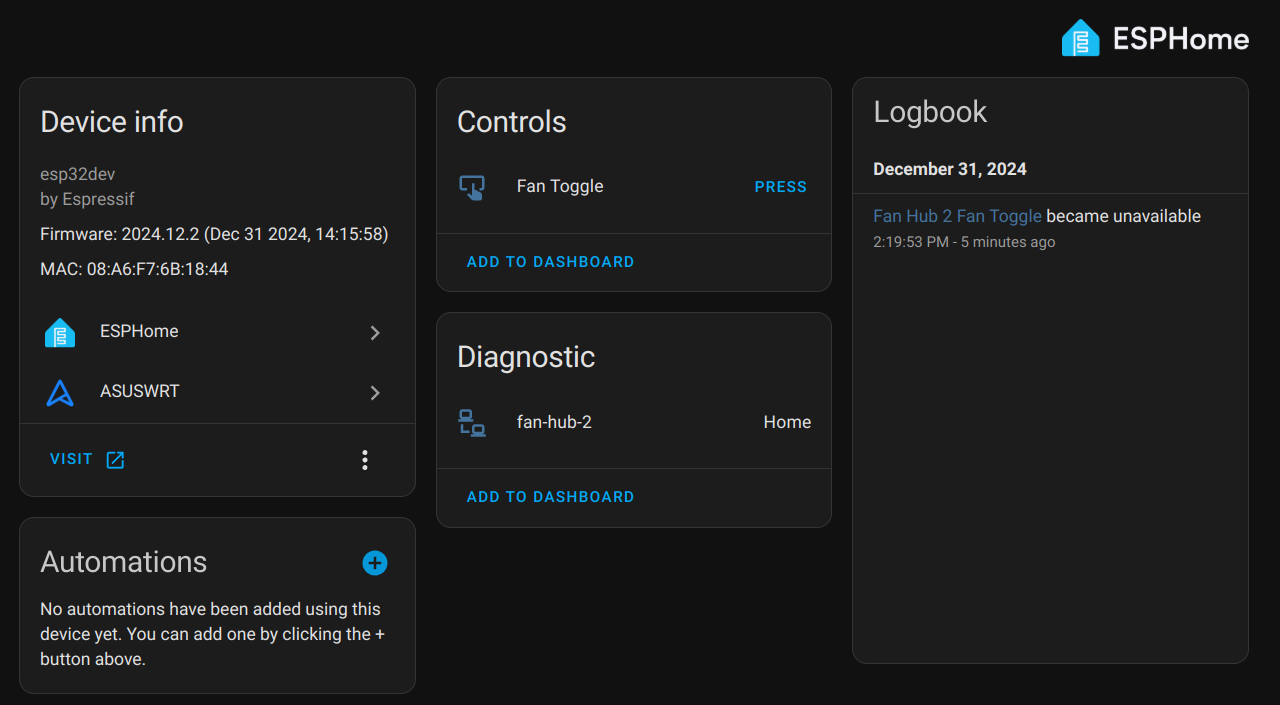 ESPHome
Device info
esp32dev
by Espressif
Firmware: 2024.12.2 (Dec 31 2024, 14:15:58)
MAC: 08:A6:F7:6B:18:44
ESPHome
ASUSWRT
VISIT
Automations
No automations have been added using this
device yet. You can add one by clicking the +
button above.
Controls
Fan Toggle PRESS
ADD TO DASHBOARD
Diagnostic
fan-hub-2 Home
ADD TO DASHBOARD
Logbook
December 31, 2024
Fan Hub 2 Fan Toggle became unavailable
2:19:53 PM - 5 minutes ago